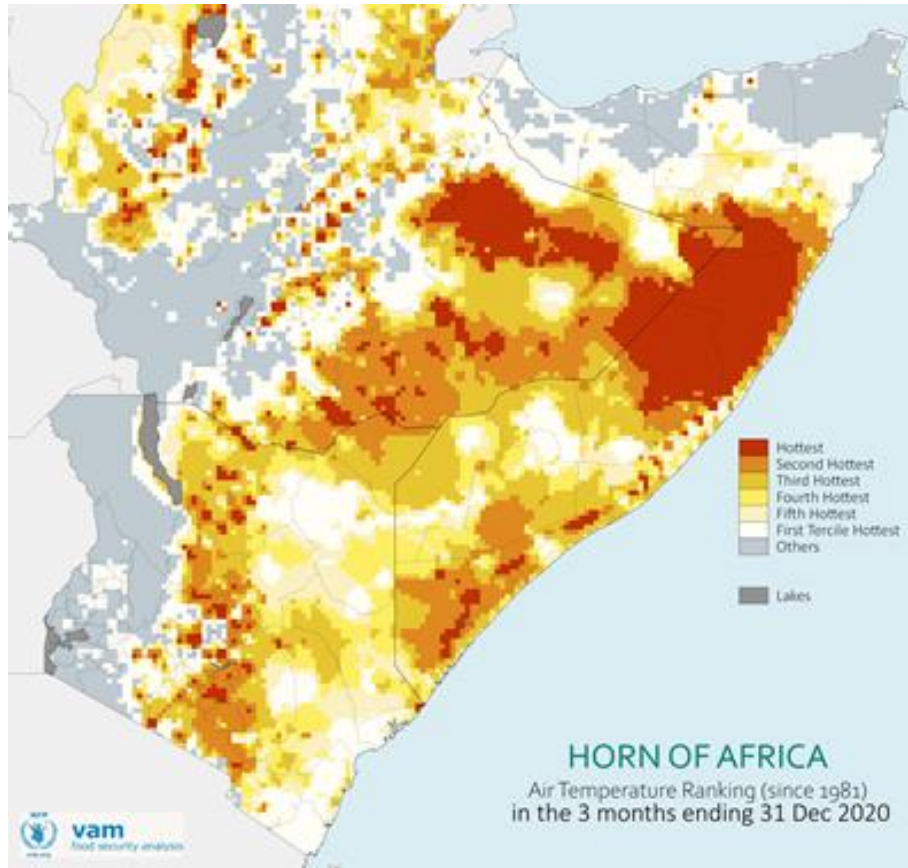 Hottest
Second Hottest
Third Hottest
Fourth Hottest
Fifth Hottest
First Tercile Hottest
Others
Lakes
HORN OF AFRICA
Air Temperature Ranking (since 1981)
in the 3 months ending 31 Dec 2020
WFP
vam
food security analysis